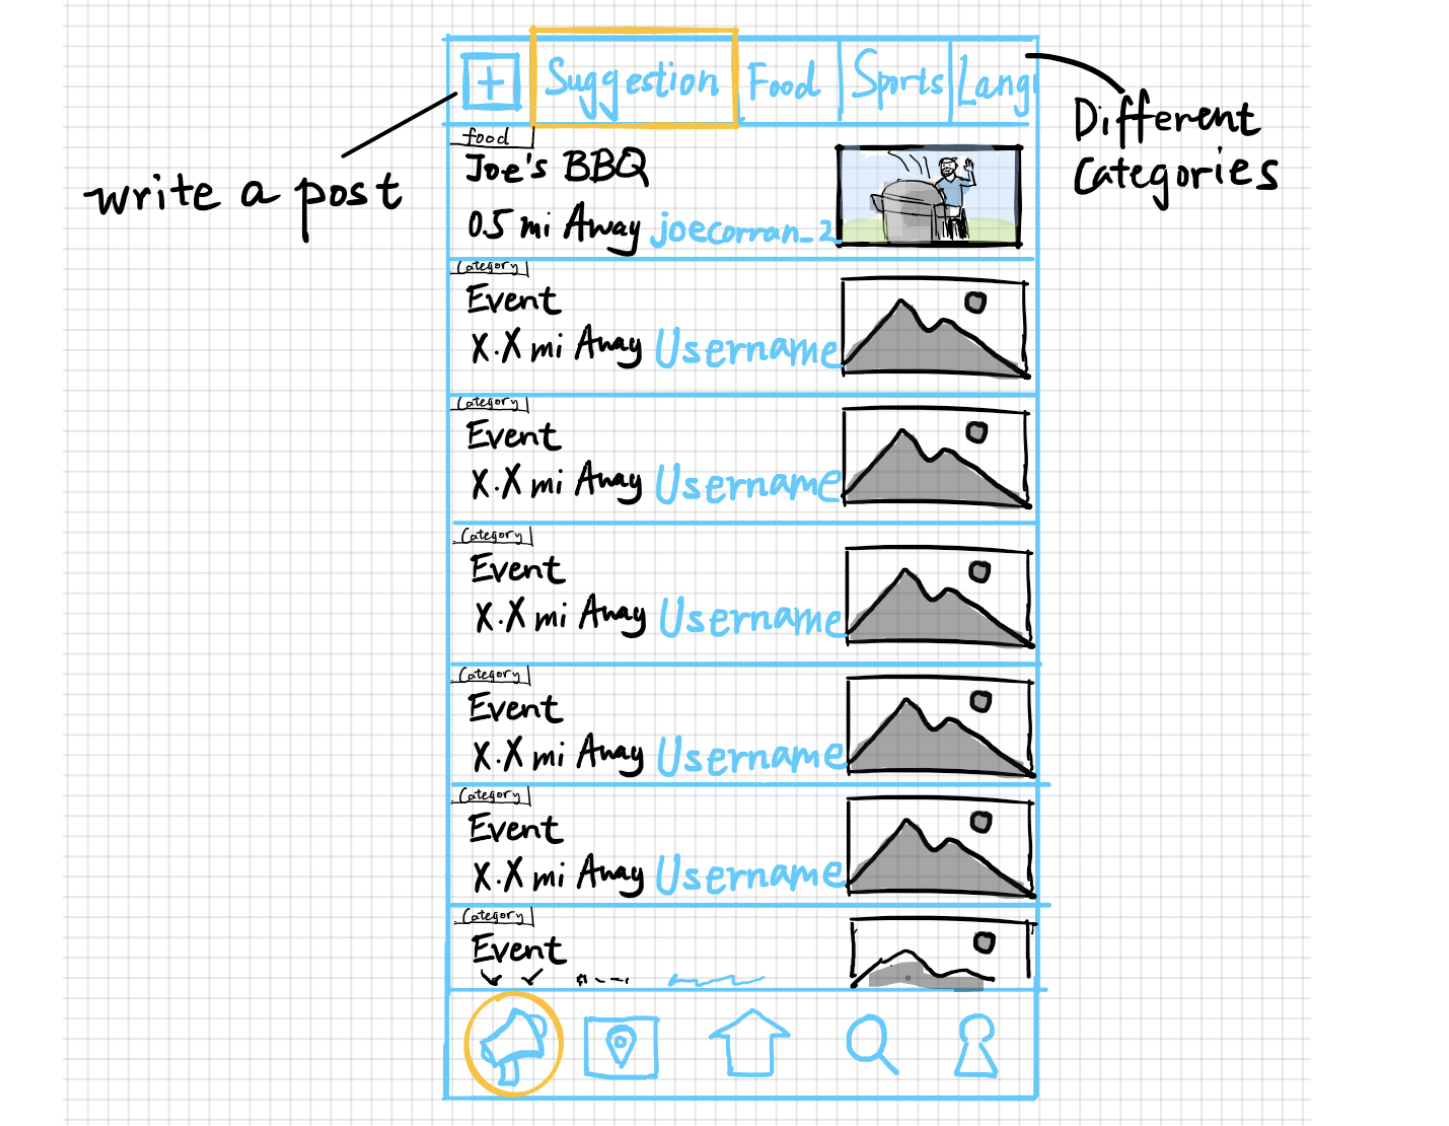 + Suggestion Food Sports Lang
write a post
Different
Categories
food
Joe's BBQ
0.5 mi Away joecorran_2
Category
Event
X.X mi Away Username
Category
Event
X.X mi Away Username
Category
Event
X.X mi Away Username
Category
Event
X.X mi Away Username
Category
Event
X.X mi Away Username
Category
Event